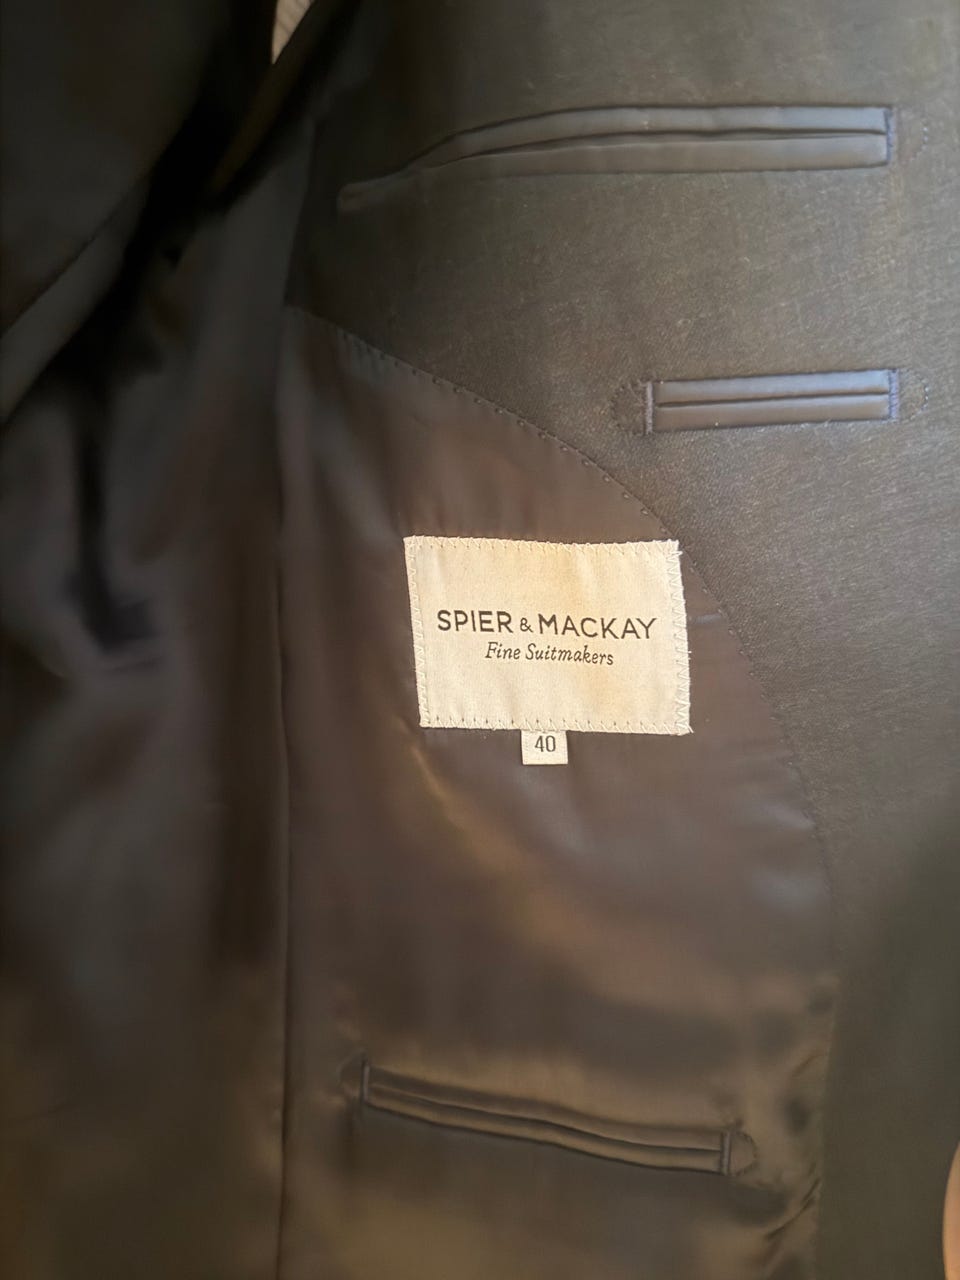 SPIER & MACKAY
Fine Suitmakers
40